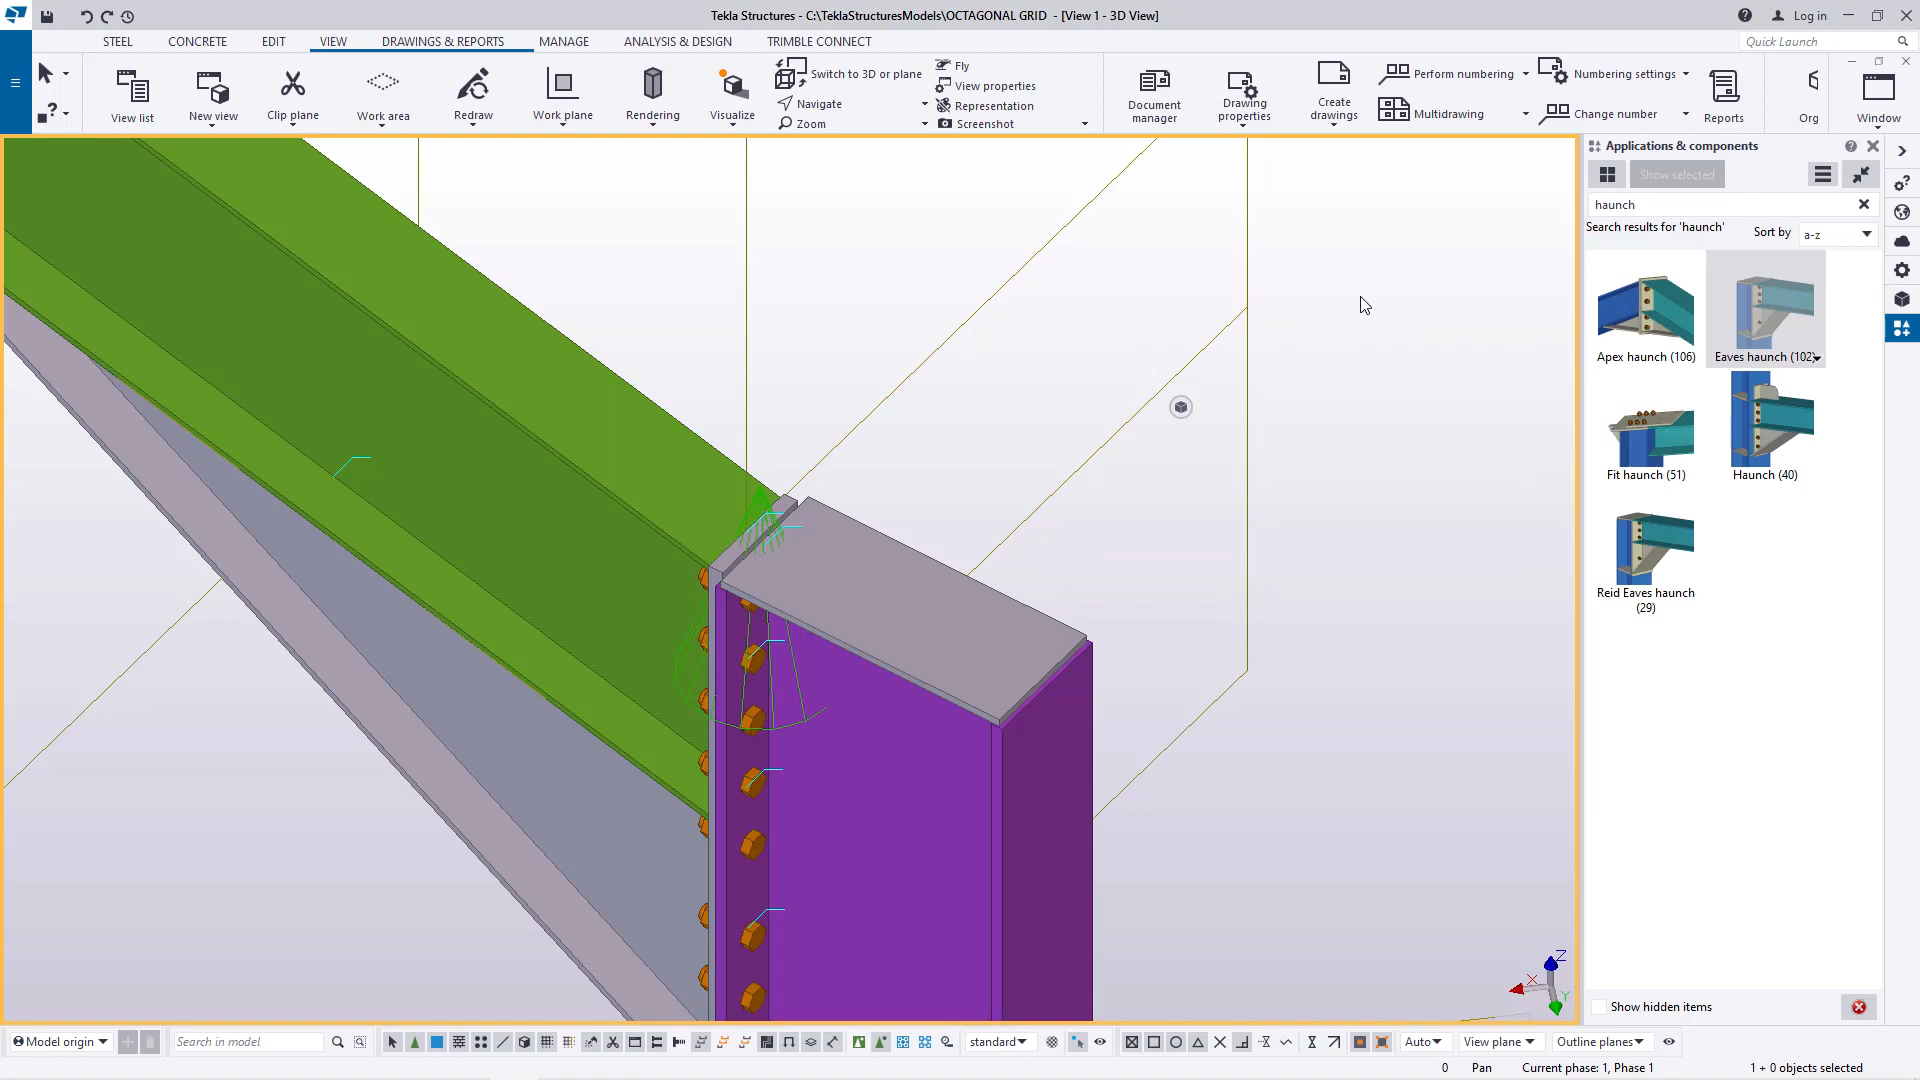 Tekla Structures - C:\TeklaStructuresModels\OCTAGONAL GRID - [View 1 - 3D View]
Log in
STEEL CONCRETE EDIT VIEW DRAWINGS & REPORTS MANAGE ANALYSIS & DESIGN TRIMBLE CONNECT
Quick Launch
View list
New view
Clip plane
Work area
Redraw
Work plane
Rendering
Visualize
Switch to 3D or plane
Navigate
Zoom
Fly
View properties
Representation
Screenshot
Document manager
Drawing properties
Create drawings
Perform numbering
Multidrawing
Numbering settings
Change number
Reports
Org
Window
Applications & components
Show selected
haunch
Search results for 'haunch'
Sort by a-z
Apex haunch (106)
Eaves haunch (102)
Fit haunch (51)
Haunch (40)
Reid Eaves haunch
(29)
Z
X
Y
Show hidden items
Model origin
Search in model
standard
Auto
View plane
Outline planes
0 Pan Current phase: 1, Phase 1 1 + 0 objects selected